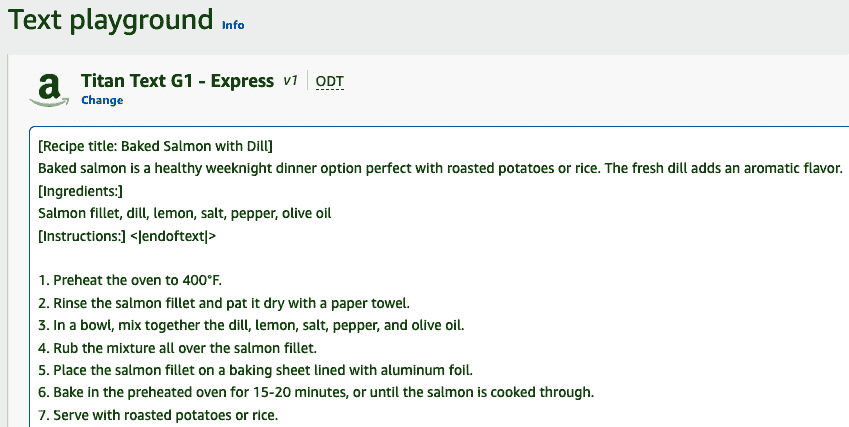 Text playground Info
a Titan Text G1 - Express v1 ODT
Change
[Recipe title: Baked Salmon with Dill]
Baked salmon is a healthy weeknight dinner option perfect with roasted potatoes or rice. The fresh dill adds an aromatic flavor.
[Ingredients:]
Salmon fillet, dill, lemon, salt, pepper, olive oil
[Instructions:] <|endoftext|>
1. Preheat the oven to 400°F.
2. Rinse the salmon fillet and pat it dry with a paper towel.
3. In a bowl, mix together the dill, lemon, salt, pepper, and olive oil.
4. Rub the mixture all over the salmon fillet.
5. Place the salmon fillet on a baking sheet lined with aluminum foil.
6. Bake in the preheated oven for 15-20 minutes, or until the salmon is cooked through.
7. Serve with roasted potatoes or rice.